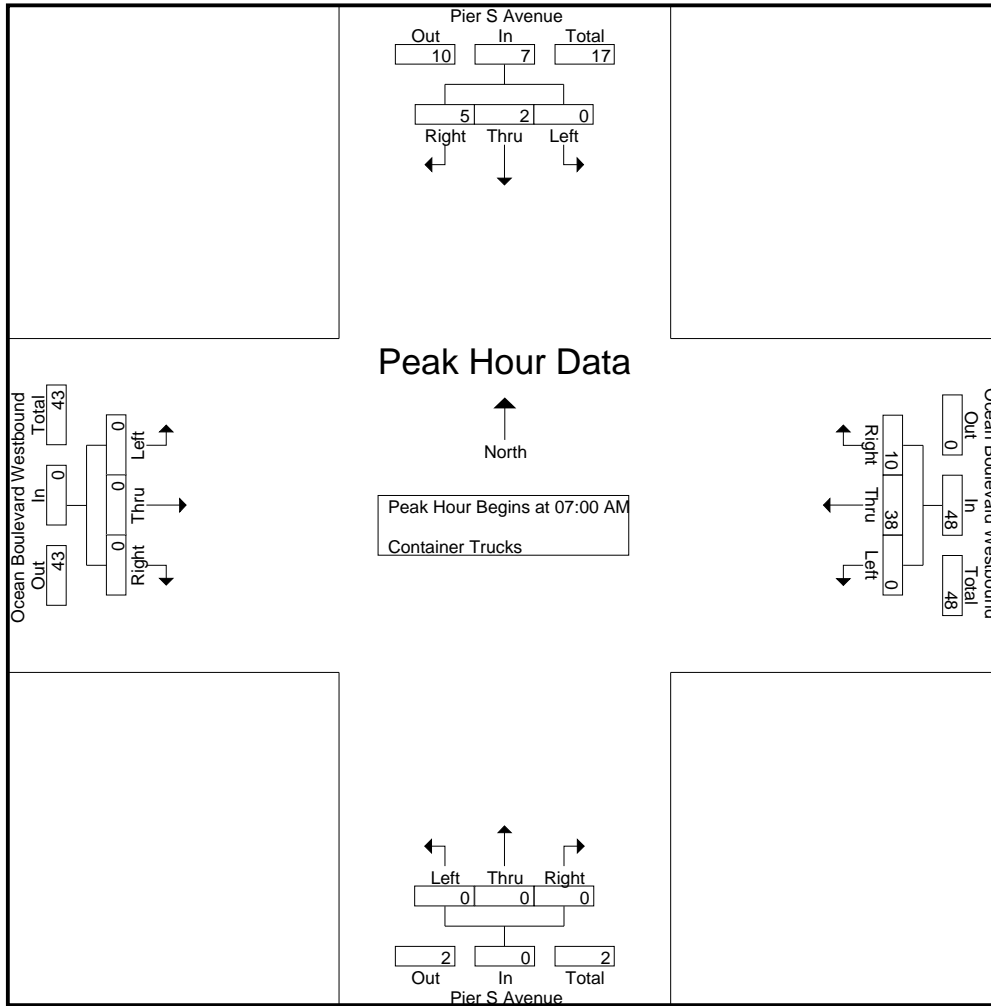 Pier S Avenue
Out In Total
10 7 17
5 2 0
Right Thru Left
Peak Hour Data
North
Peak Hour Begins at 07:00 AM
Container Trucks
Ocean Boulevard Westbound
Total In Out
43 0 43
0 0 0
Left Thru Right
Ocean Boulevard Westbound
Out In Total
0 48 48
10 38 0
Right Thru Left
Left Thru Right
0 0 0
2 0 2
Out In Total
Pier S Avenue